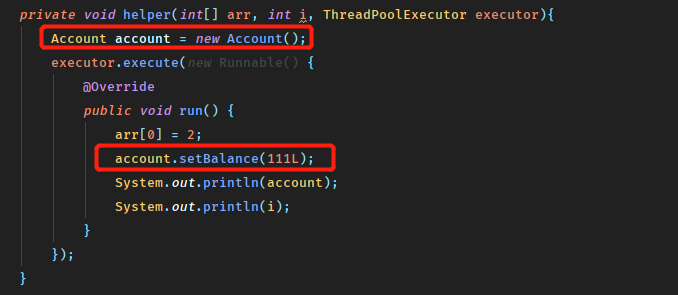 private void helper(int[] arr, int i, ThreadPoolExecutor executor){
Account account = new Account();
executor.execute(new Runnable() {
@Override
public void run() {
arr[0] = 2;
account.setBalance(111L);
System.out.println(account);
System.out.println(i);
}
});
}